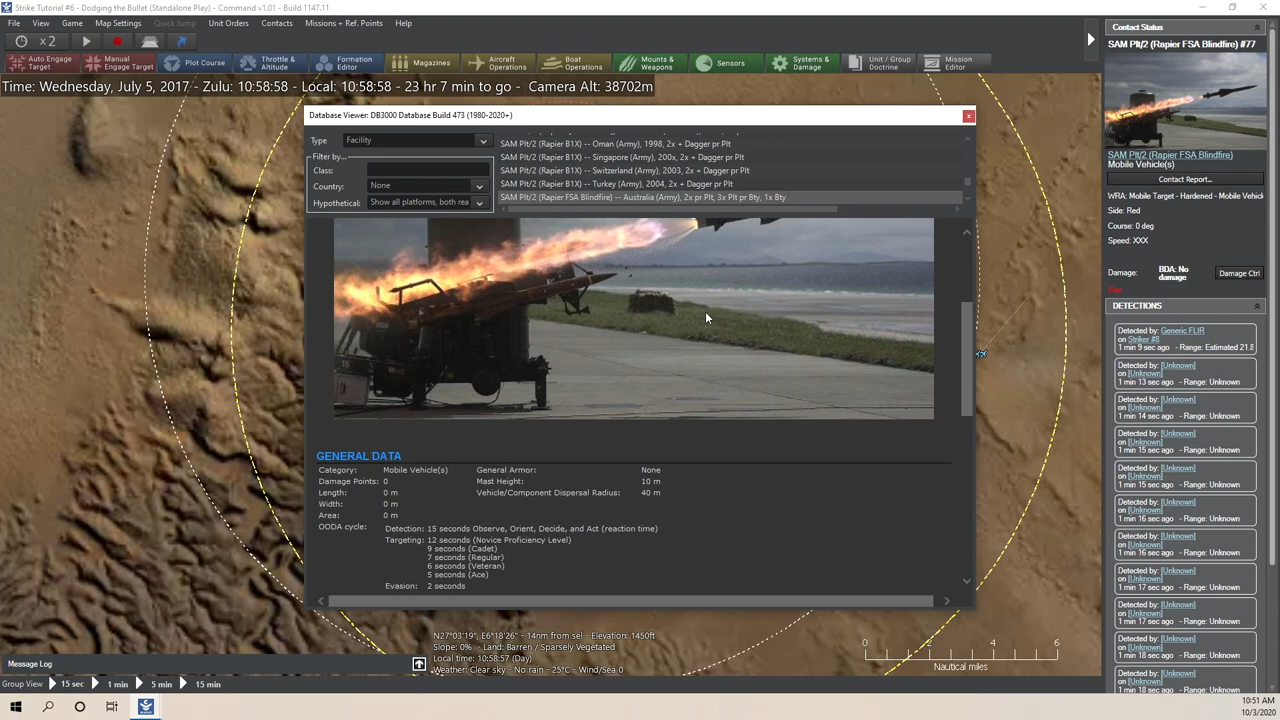 Strike Tutorial #6 - Dodging the Bullet (Standalone Play) - Command v1.01 - Build 1147.11
File View Game Map Settings Quick Jump Unit Orders Contacts Missions + Ref. Points Help
x2
Auto Engage Target
Manual Engage Target
Plot Course
Throttle & Altitude
Formation Editor
Magazines
Aircraft Operations
Boat Operations
Mounts & Weapons
Sensors
Systems & Damage
Unit / Group Doctrine
Mission Editor
Time: Wednesday, July 5, 2017 - Zulu: 10:58:58 - Local: 10:58:58 - 23 hr 7 min to go - Camera Alt: 38702m
Database Viewer: DB3000 Database Build 473 (1980-2020+)
x
Type Facility
Filter by...
Class:
Country: None
Hypothetical: Show all platforms, both rea
SAM Plt/2 (Rapier B1X) -- Oman (Army), 1998, 2x + Dagger pr Plt
SAM Plt/2 (Rapier B1X) -- Singapore (Army), 200x, 2x + Dagger pr Plt
SAM Plt/2 (Rapier B1X) -- Switzerland (Army), 2003, 2x + Dagger pr Plt
SAM Plt/2 (Rapier B1X) -- Turkey (Army), 2004, 2x + Dagger pr Plt
SAM Plt/2 (Rapier FSA Blindfire) -- Australia (Army), 2x pr Plt, 3x Plt pr Bty, 1x Bty
GENERAL DATA
Category: Mobile Vehicle(s) General Armor: None
Damage Points: 0 Mast Height: 10 m
Length: 0 m Vehicle/Component Dispersal Radius: 40 m
Width: 0 m
Area: 0 m
OODA cycle: Detection: 15 seconds Observe, Orient, Decide, and Act (reaction time)
Targeting: 12 seconds (Novice Proficiency Level)
9 seconds (Cadet)
7 seconds (Regular)
6 seconds (Veteran)
5 seconds (Ace)
Evasion: 2 seconds
- 14nm from sel - Elevation: 1450ft
Slope: 0% - Land: Barren / Sparsely Vegetated
Local time: 10:58:57 (Day)
Weather: Clear sky - No rain - 25°C - Wind/Sea 0
0 2 4 6
Nautical miles
Message Log
Group View 15 sec 1 min 5 min 15 min
Contact Status
SAM Plt/2 (Rapier FSA Blindfire) #77
SAM Plt/2 (Rapier FSA Blindfire)
Mobile Vehicle(s)
Contact Report...
WRA: Mobile Target - Hardened - Mobile Vehicl
Side: Red
Course: 0 deg
Speed: XXX
Damage: BDA: No damage Damage Ctrl
DETECTIONS
Detected by: Generic FLIR
on Striker #8
1 min 9 sec ago - Range: Estimated 21.8
Detected by: [Unknown]
on [Unknown]
1 min 13 sec ago - Range: Unknown
Detected by: [Unknown]
on [Unknown]
1 min 14 sec ago - Range: Unknown
Detected by: [Unknown]
on [Unknown]
1 min 15 sec ago - Range: Unknown
Detected by: [Unknown]
on [Unknown]
1 min 15 sec ago - Range: Unknown
Detected by: [Unknown]
on [Unknown]
1 min 16 sec ago - Range: Unknown
Detected by: [Unknown]
on [Unknown]
1 min 16 sec ago - Range: Unknown
Detected by: [Unknown]
on [Unknown]
1 min 17 sec ago - Range: Unknown
Detected by: [Unknown]
on [Unknown]
1 min 17 sec ago - Range: Unknown
Detected by: [Unknown]
on [Unknown]
1 min 18 sec ago - Range: Unknown
Detected by: [Unknown]
on [Unknown]
1 min 18 sec ago - Range: Unknown
10:51 AM
10/3/2020